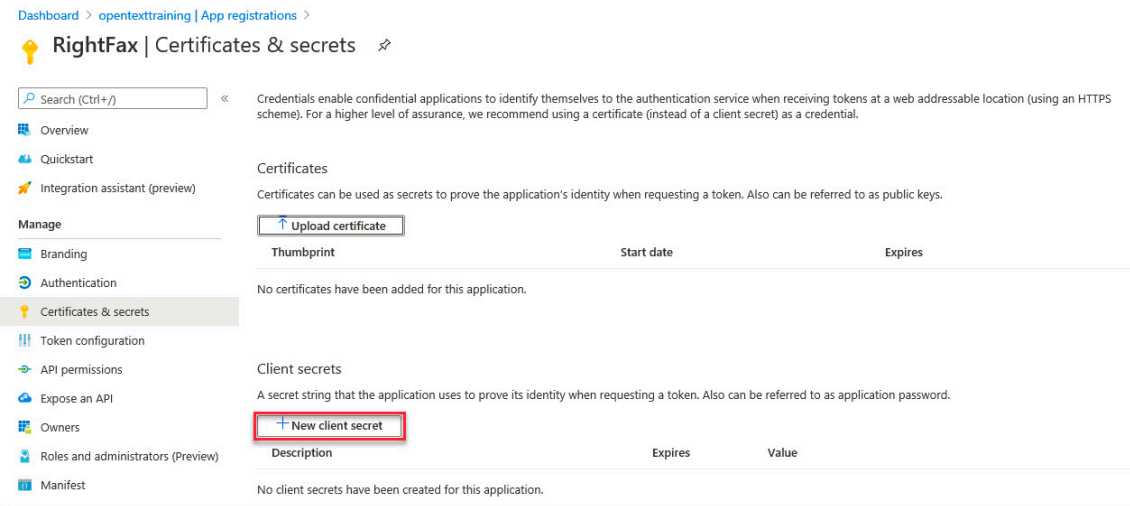 Dashboard > opentexttraining | App registrations >
RightFax | Certificates & secrets
Search (Ctrl+/)
«
Overview
Quickstart
Integration assistant (preview)
Manage
Branding
Authentication
Certificates & secrets
Token configuration
API permissions
Expose an API
Owners
Roles and administrators (Preview)
Manifest
Credentials enable confidential applications to identify themselves to the authentication service when receiving tokens at a web addressable location (using an HTTPS
scheme). For a higher level of assurance, we recommend using a certificate (instead of a client secret) as a credential.
Certificates
Certificates can be used as secrets to prove the application's identity when requesting a token. Also can be referred to as public keys.
Upload certificate
Thumbprint Start date Expires
No certificates have been added for this application.
Client secrets
A secret string that the application uses to prove its identity when requesting a token. Also can be referred to as application password.
New client secret
Description Expires Value
No client secrets have been created for this application.